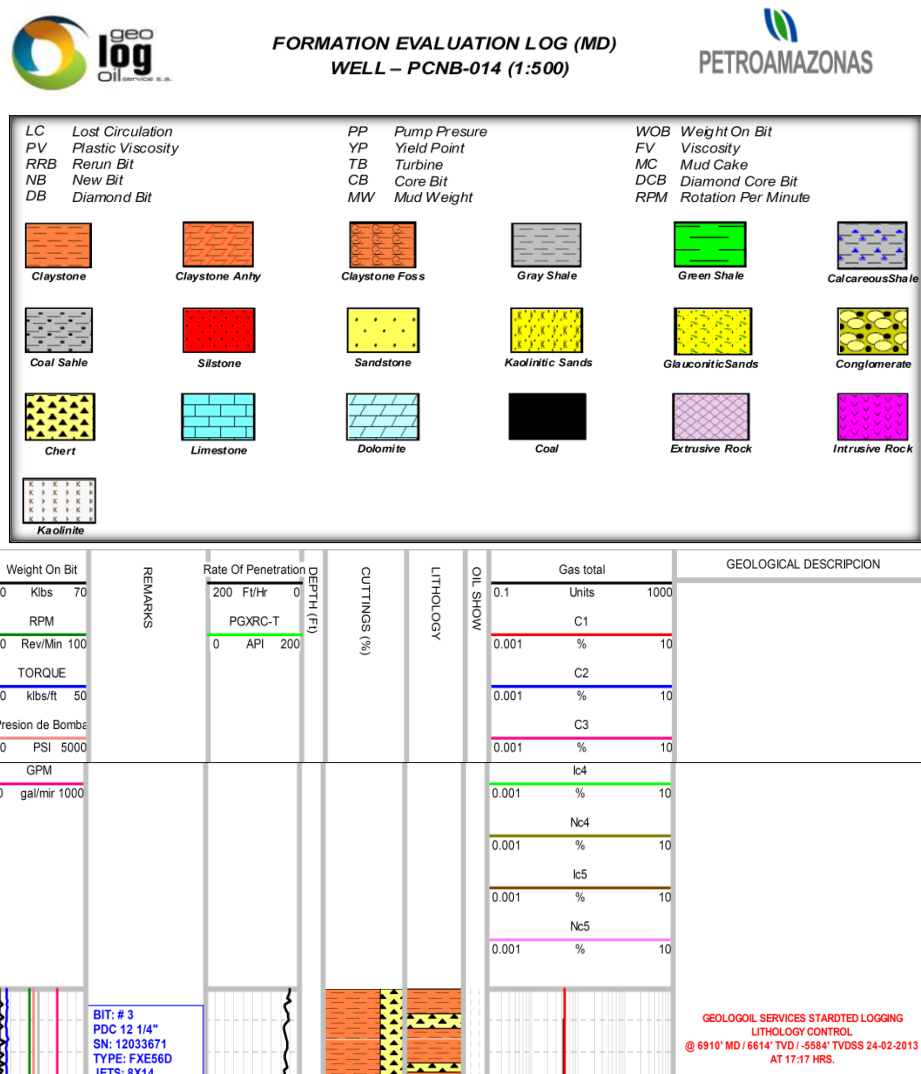 geo
log
oil service s.a.
FORMATION EVALUATION LOG (MD)
WELL – PCNB-014 (1:500)
PETROAMAZONAS
LC Lost Circulation
PV Plastic Viscosity
RRB Rerun Bit
NB New Bit
DB Diamond Bit
PP Pump Presure
YP Yield Point
TB Turbine
CB Core Bit
MW Mud Weight
WOB Weight On Bit
FV Viscosity
MC Mud Cake
DCB Diamond Core Bit
RPM Rotation Per Minute
Claystone
Claystone Anhy
Claystone Foss
Gray Shale
Green Shale
CalcareousShale
Coal Sahle
Silstone
Sandstone
Kaolinitic Sands
GlauconiticSands
Conglomerate
Chert
Limestone
Dolomite
Coal
Extrusive Rock
Intrusive Rock
Kaolinite
Weight On Bit
0 Klbs 70
RPM
0 Rev/Min 100
TORQUE
0 klbs/ft 50
Presion de Bomba
0 PSI 5000
GPM
0 gal/mir 1000
REMARKS
Rate Of Penetration
200 Ft/Hr 0
PGXRC-T
0 API 200
DEPTH (Ft)
CUTTINGS (%)
LITHOLOGY
OIL SHOW
Gas total
0.1 Units 1000
C1
0.001 % 10
C2
0.001 % 10
C3
0.001 % 10
Ic4
0.001 % 10
Nc4
0.001 % 10
Ic5
0.001 % 10
Nc5
0.001 % 10
GEOLOGICAL DESCRIPCION
BIT: # 3
PDC 12 1/4"
SN: 12033671
TYPE: FXE56D
JETS: 8X14
GEOLOGOIL SERVICES STARDTED LOGGING
LITHOLOGY CONTROL
@ 6910' MD / 6614' TVD / -5584' TVDSS 24-02-2013
AT 17:17 HRS.